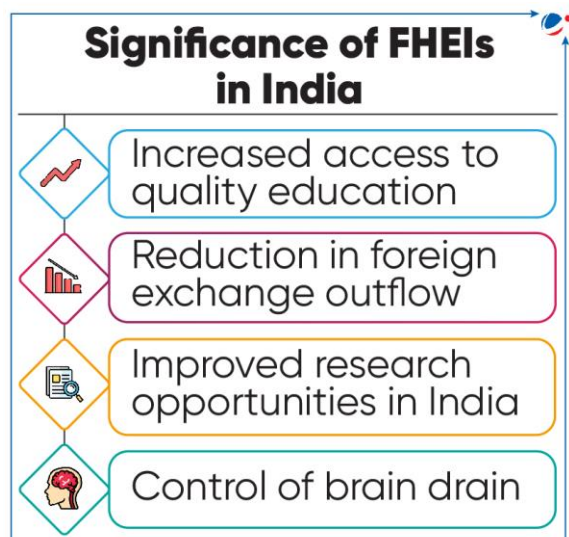 Significance of FHEIs
in India
Increased access to
quality education
Reduction in foreign
exchange outflow
Improved research
opportunities in India
Control of brain drain